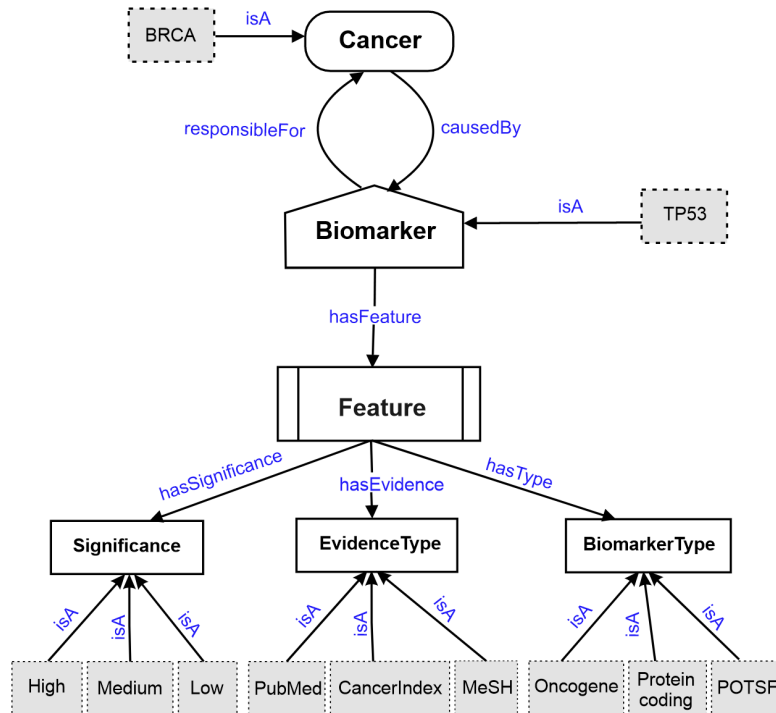 isA
BRCA
Cancer
responsibleFor
causedBy
isA
TP53
Biomarker
hasFeature
Feature
hasSignificance
hasEvidence
hasType
Significance
EvidenceType
BiomarkerType
isA
isA
isA
isA
isA
isA
isA
isA
isA
High
Medium
Low
PubMed
CancerIndex
MeSH
Oncogene
Protein
coding
POTSF